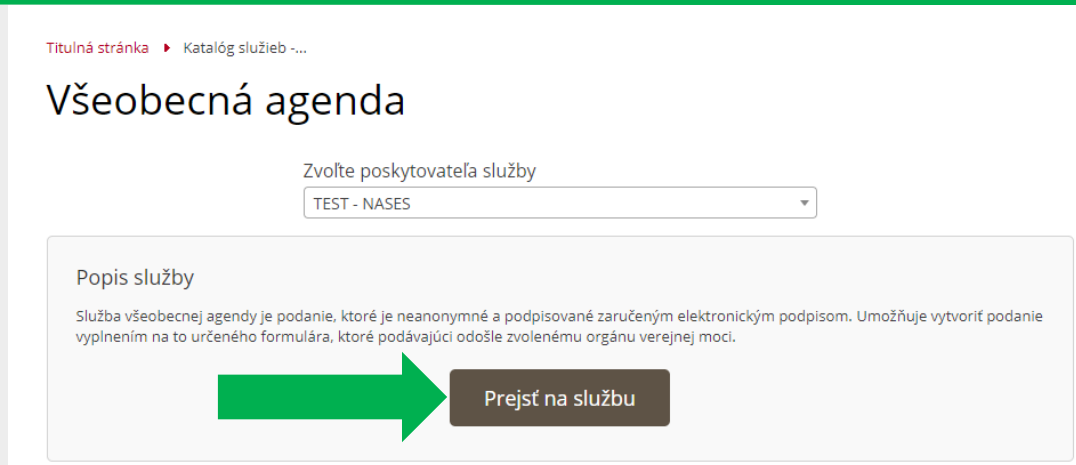 Titulná stránka Katalóg služieb -...
Všeobecná agenda
Zvoľte poskytovateľa služby
TEST - NASES
Popis služby
Služba všeobecnej agendy je podanie, ktoré je neanonymné a podpisované zaručeným elektronickým podpisom. Umožňuje vytvoriť podanie
vyplnením na to určeného formulára, ktoré podávajúci odošle zvolenému orgánu verejnej moci.
Prejsť na službu